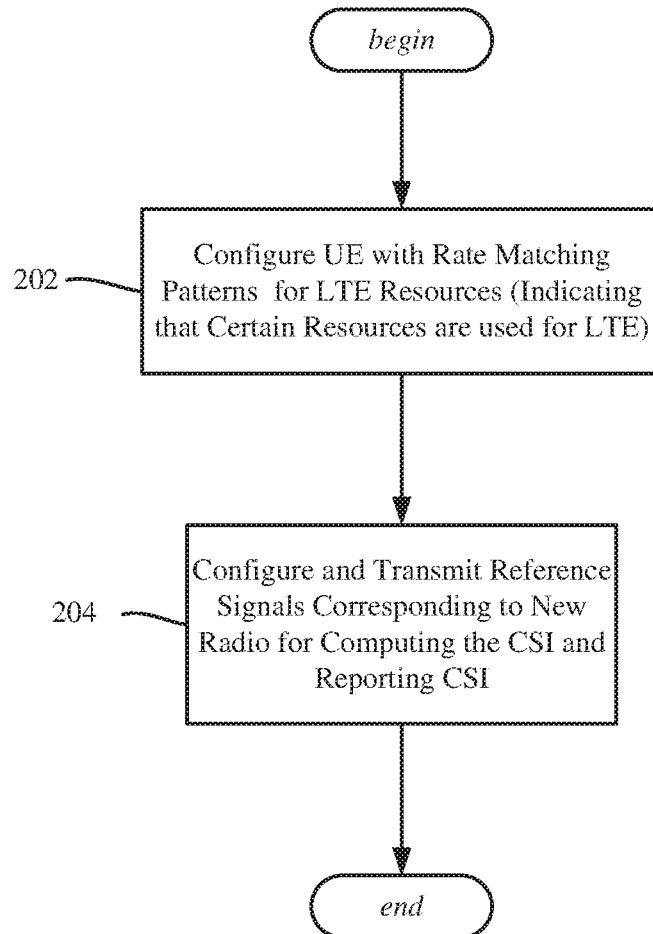 begin
202
Configure UE with Rate Matching
Patterns for LTE Resources (Indicating
that Certain Resources are used for LTE)
204
Configure and Transmit Reference
Signals Corresponding to New
Radio for Computing the CSI and
Reporting CSI
end